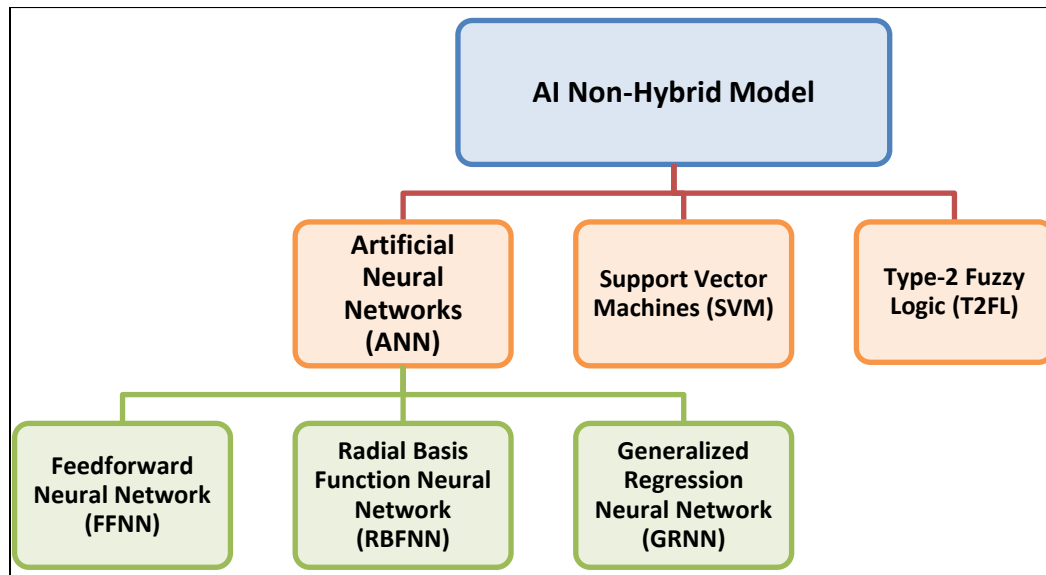 AI Non-Hybrid Model
Artificial
Neural
Networks
(ANN)
Support Vector
Machines (SVM)
Type-2 Fuzzy
Logic (T2FL)
Feedforward
Neural Network
(FFNN)
Radial Basis
Function Neural
Network
(RBFNN)
Generalized
Regression
Neural Network
(GRNN)